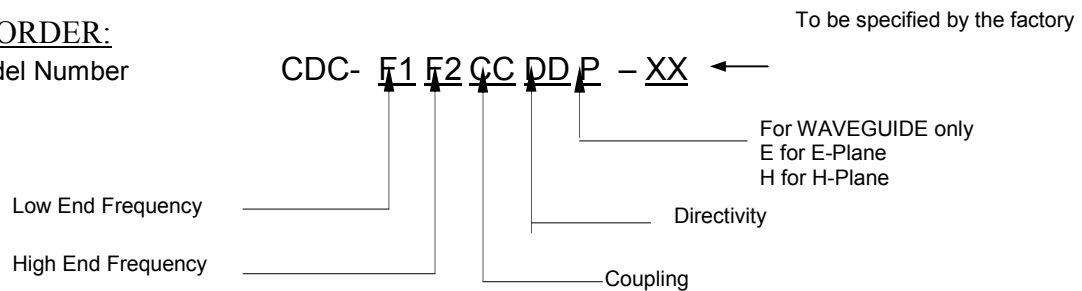 To be specified by the factory
ORDER:
del Number CDC- F1 F2 CC DD P – XX
For WAVEGUIDE only
E for E-Plane
H for H-Plane
Low End Frequency
Directivity
High End Frequency
Coupling